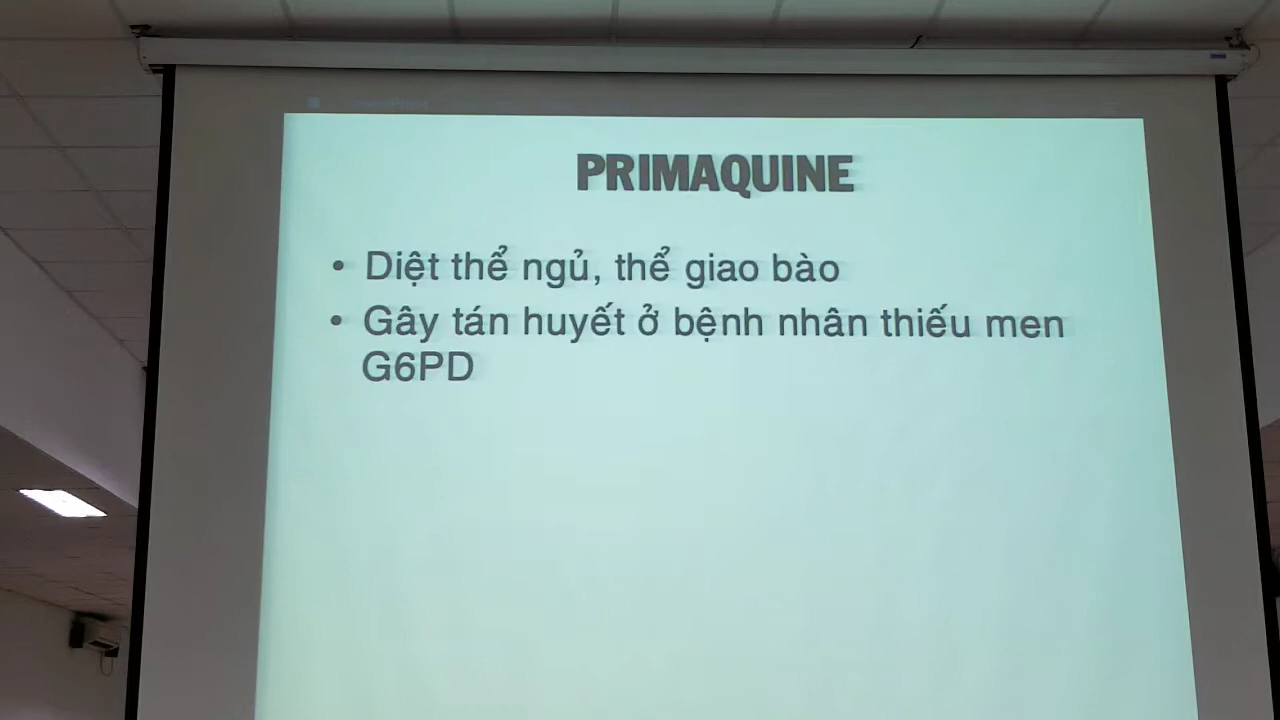 PRIMAQUINE
• Diệt thể ngủ, thể giao bào
• Gây tán huyết ở bệnh nhân thiếu men
G6PD